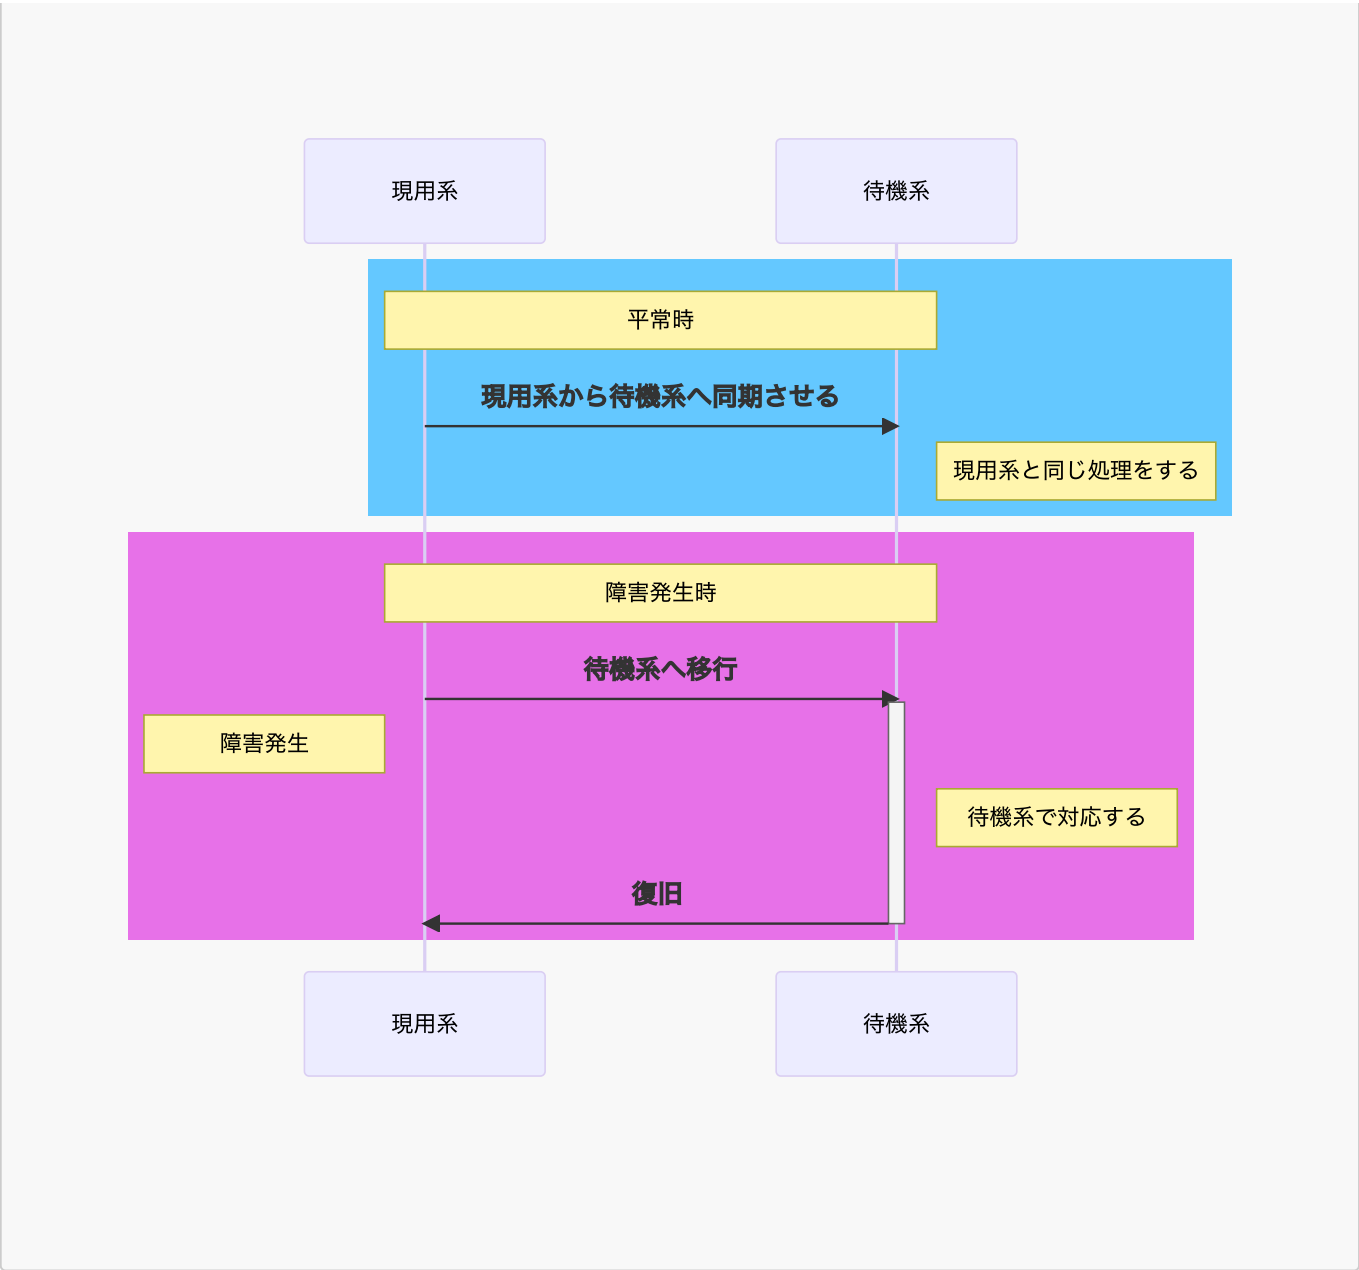 現用系
待機系
平常時
現用系から待機系へ同期させる
現用系と同じ処理をする
障害発生時
待機系へ移行
障害発生
待機系で対応する
復旧
現用系
待機系